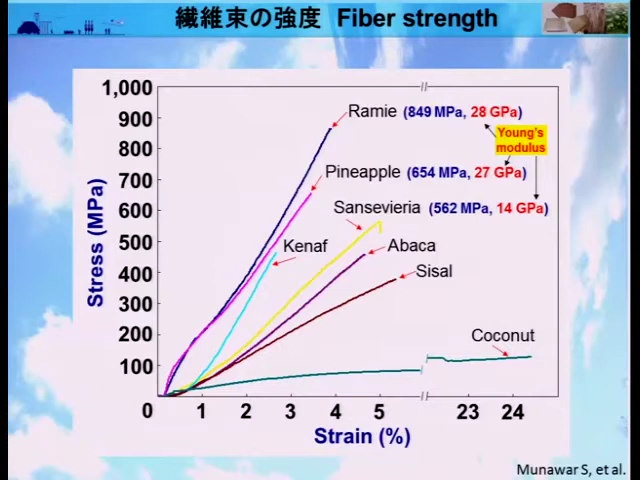 繊維束の強度 Fiber strength
1,000
900
800
700
600
500
400
300
200
100
0
1
2
3
4
5
23
24
Stress (MPa)
Strain (%)
Ramie (849 MPa, 28 GPa)
Young's
modulus
Pineapple (654 MPa, 27 GPa)
Sansevieria (562 MPa, 14 GPa)
Kenaf
Abaca
Sisal
Coconut
Munawar S, et al.